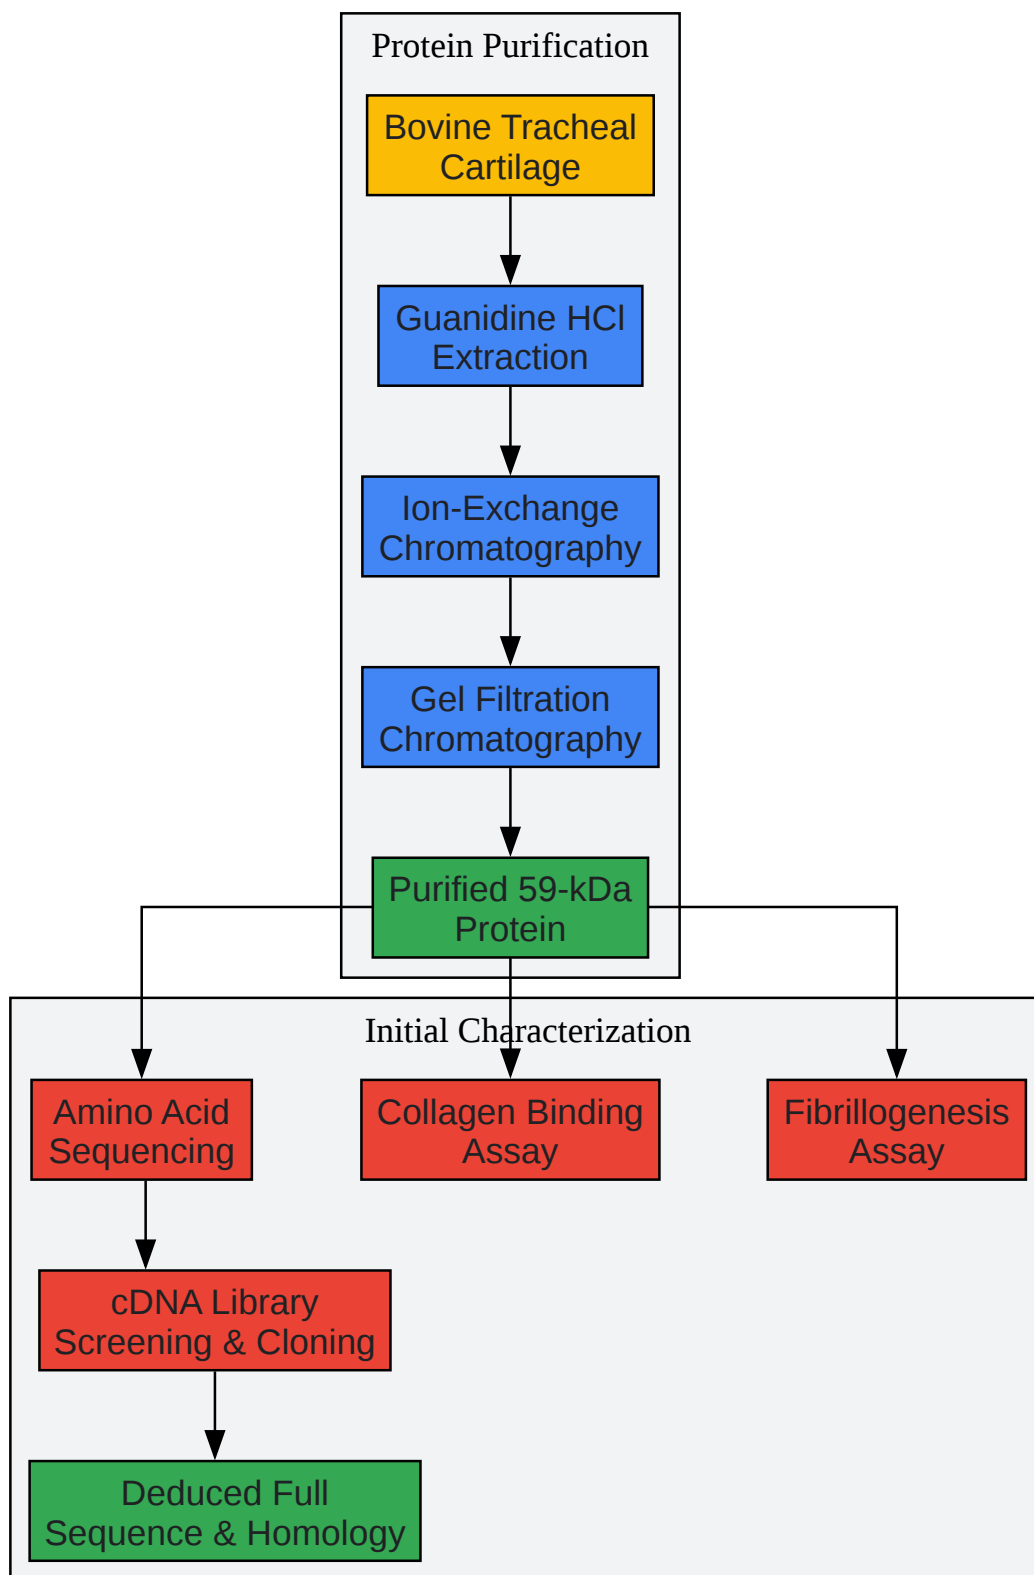 Protein Purification
Bovine Tracheal
Cartilage
Guanidine HCl
Extraction
Ion-Exchange
Chromatography
Gel Filtration
Chromatography
Purified 59-kDa
Protein
Initial Characterization
Amino Acid
Sequencing
Collagen Binding
Assay
Fibrillogenesis
Assay
cDNA Library
Screening & Cloning
Deduced Full
Sequence & Homology